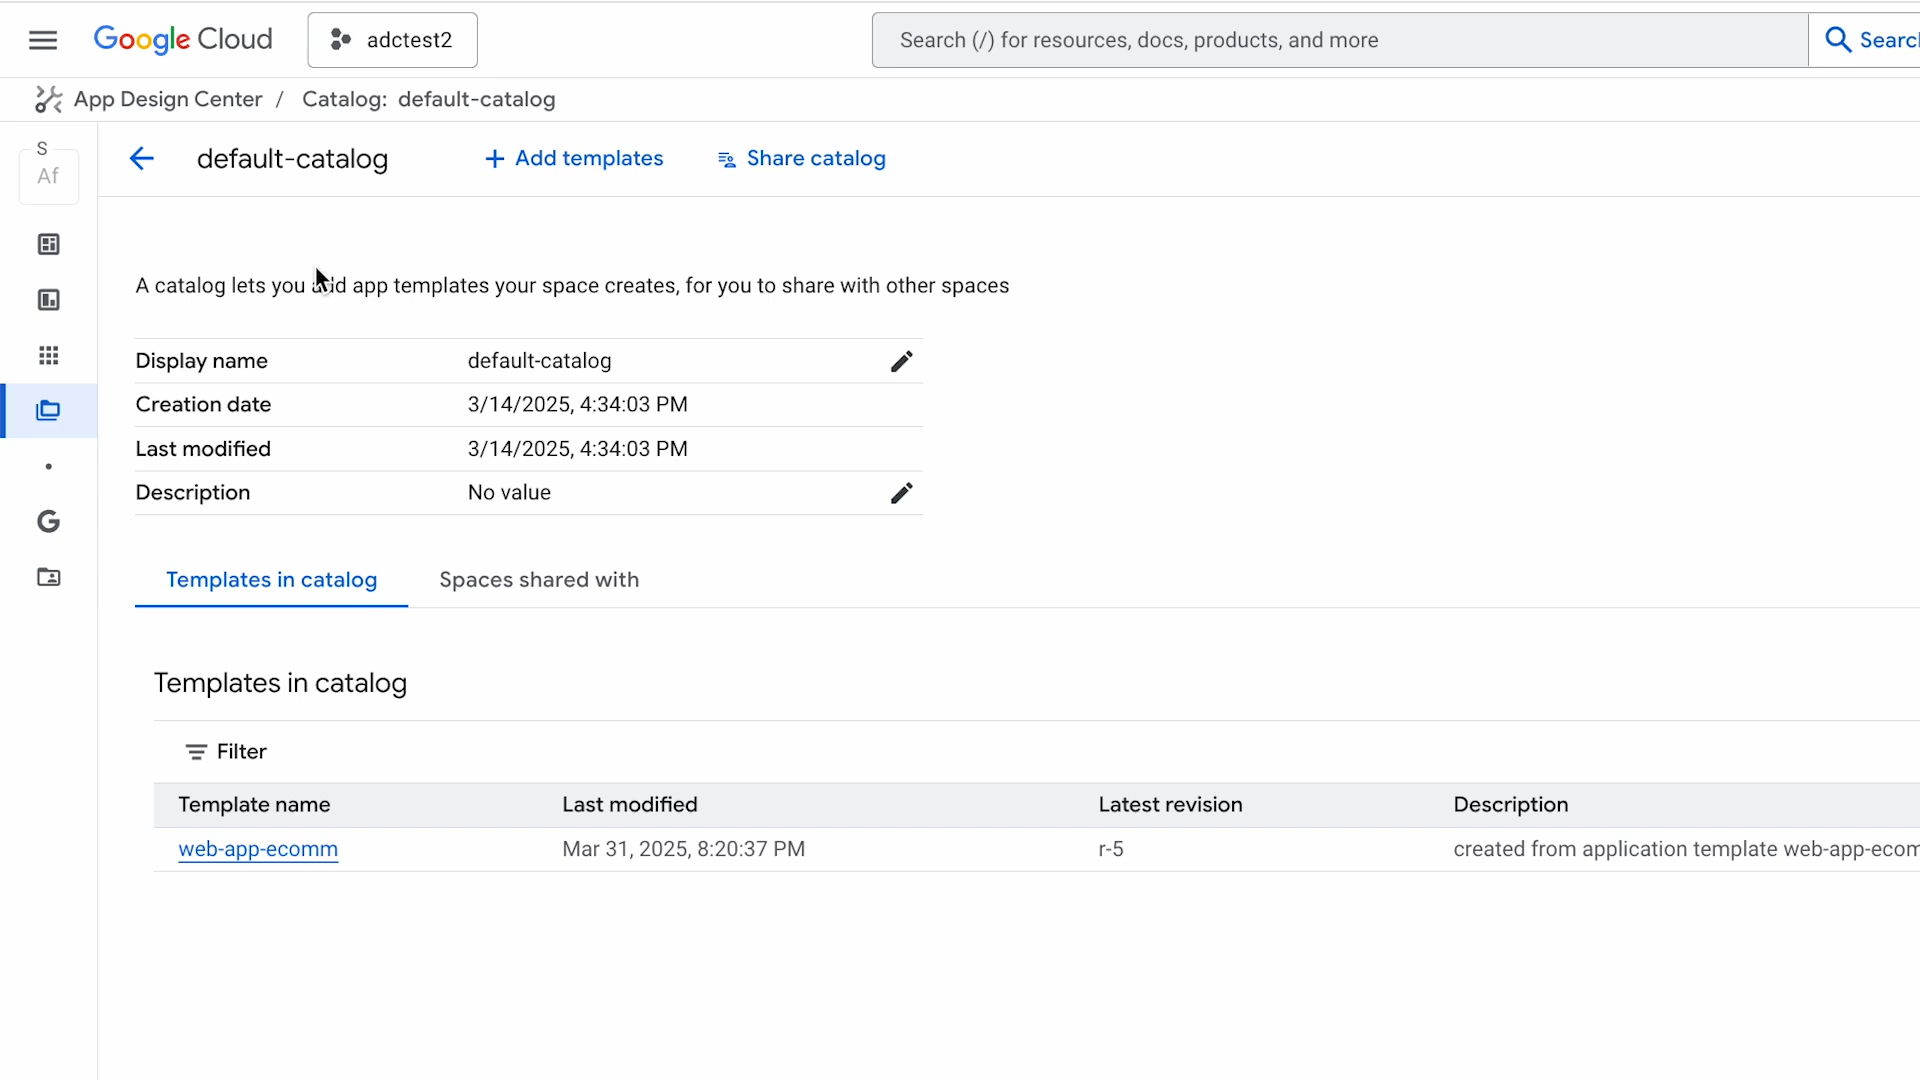 Google Cloud
adctest2
Search (/) for resources, docs, products, and more
Search
App Design Center / Catalog: default-catalog
S
Af
default-catalog
Add templates
Share catalog
A catalog lets you add app templates your space creates, for you to share with other spaces
Display name default-catalog
Creation date 3/14/2025, 4:34:03 PM
Last modified 3/14/2025, 4:34:03 PM
Description No value
Templates in catalog Spaces shared with
Templates in catalog
Filter
Template name Last modified Latest revision Description
web-app-ecomm Mar 31, 2025, 8:20:37 PM r-5 created from application template web-app-ecom